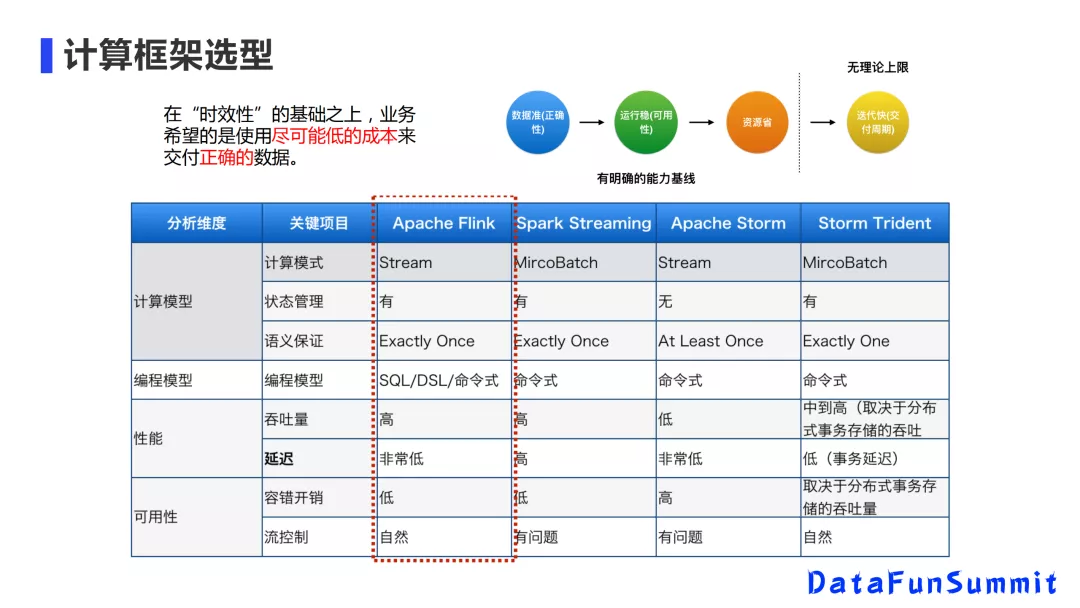 计算框架选型
无理论上限
在“时效性”的基础之上，业务
希望的是使用尽可能低的成本来
交付正确的数据。
数据准(正确
性)
运行稳(可用
性)
资源省
迭代快(交
付周期)
有明确的能力基线
分析维度 关键项目 Apache Flink Spark Streaming Apache Storm Storm Trident
计算模型 计算模式 Stream MircoBatch Stream MircoBatch
状态管理 有 有 无 有
语义保证 Exactly Once Exactly Once At Least Once Exactly One
编程模型 编程模型 SQL/DSL/命令式 命令式 命令式 命令式
性能 吞吐量 高 高 低 中到高（取决于分布
式事务存储的吞吐
延迟 非常低 高 非常低 低（事务延迟）
可用性 容错开销 低 低 高 取决于分布式事务存
储的吞吐量
流控制 自然 有问题 有问题 自然
DataFunSummit